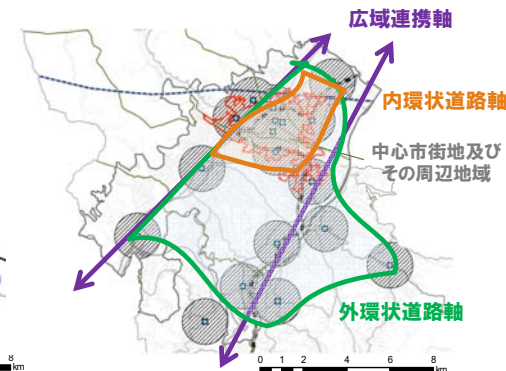 広域連携軸
内環状道路軸
中心市街地及び
その周辺地域
外環状道路軸
8
km
0 1 2 4 6 8
km